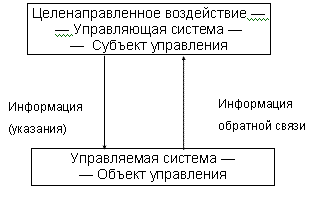 Целенаправленное воздействие —
— Управляющая система —
— Субъект управления
Информация
(указания)
Информация
обратной связи
Управляемая система —
— Объект управления